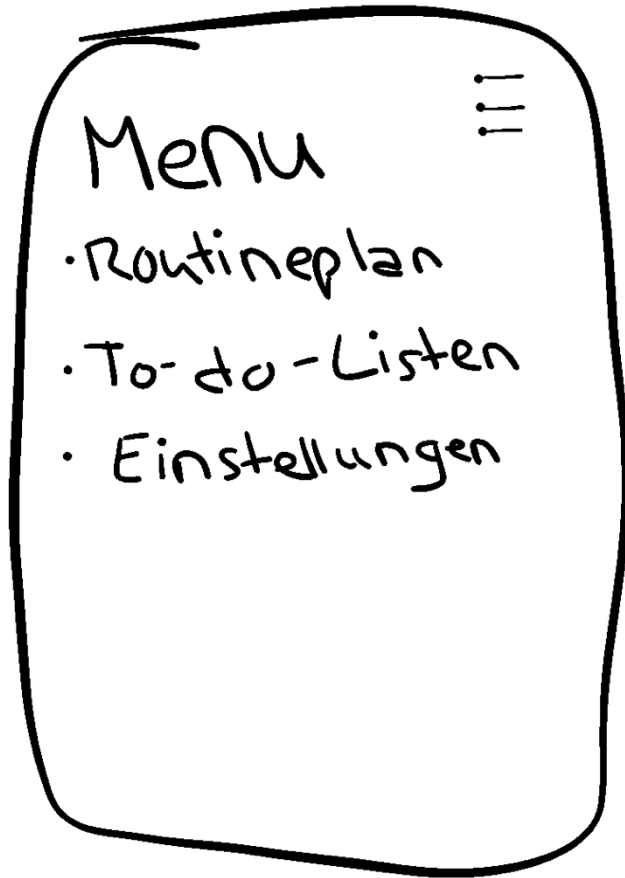 Menu
· Routineplan
· To-do-Listen
· Einstellungen